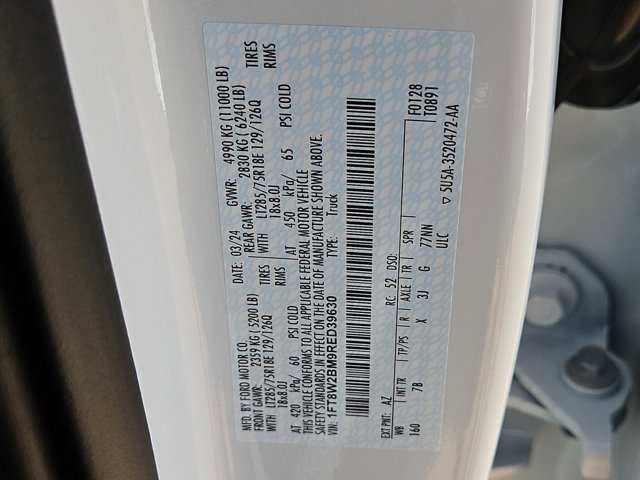 MFD. BY FORD MOTOR CO.
DATE: 03/24 GVWR: 4990 KG (11000 LB)
FRONT GAWR: 2359 KG (5200 LB) REAR GAWR: 2830 KG (6240 LB)
WITH LT285/75R18E 129/126Q TIRES WITH LT285/75R18E 129/126Q TIRES
18x8.0J RIMS 18x8.0J RIMS
AT 420 kPa/ 60 PSI COLD AT 450 kPa/ 65 PSI COLD
THIS VEHICLE CONFORMS TO ALL APPLICABLE FEDERAL MOTOR VEHICLE
SAFETY STANDARDS IN EFFECT ON THE DATE OF MANUFACTURE SHOWN ABOVE.
VIN: 1FT8W2BM9RED39630 TYPE: Truck
EXT PNT: AZ RC: 52 DSO: F0128
WB INT TR TP/PS R AXLE TR SPR T0891
160 7B X 3J G 77NN
ULC
▽ 5U5A-3520472-AA